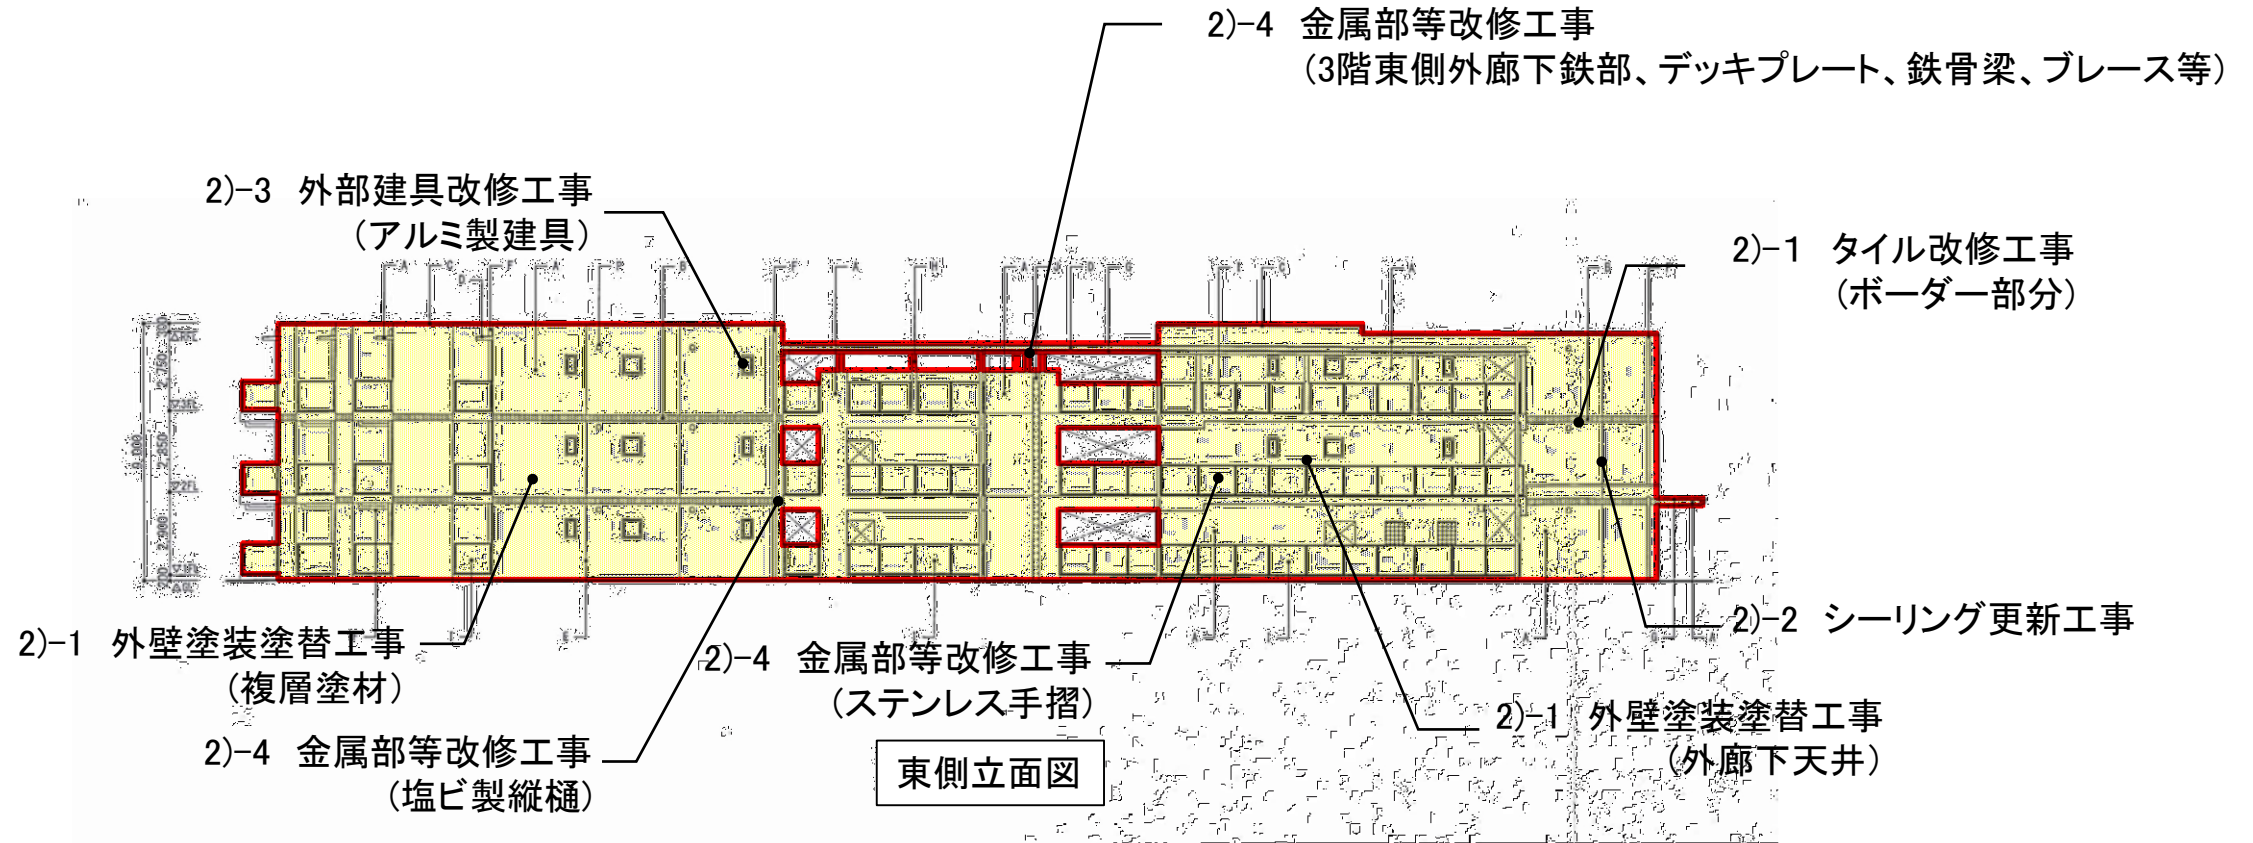 2)-4 金属部等改修工事
(3階東側外廊下鉄部、デッキプレート、鉄骨梁、ブレース等)
2)-3 外部建具改修工事
(アルミ製建具)
2)-1 タイル改修工事
(ボーダー部分)
2)-1 外壁塗装塗替工事
(複層塗材)
2)-4 金属部等改修工事
(塩ビ製縦樋)
2)-4 金属部等改修工事
(ステンレス手摺)
2)-2 シーリング更新工事
2)-1 外壁塗装塗替工事
(外廊下天井)
東側立面図